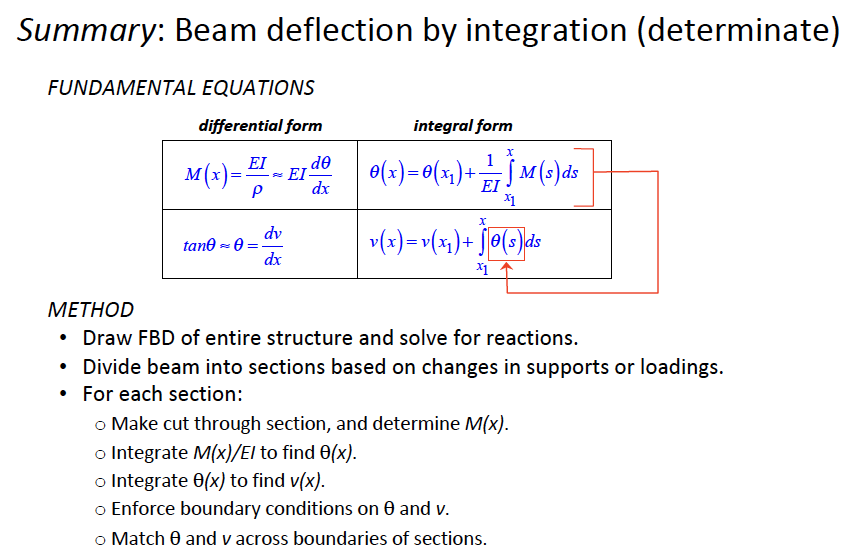 Summary: Beam deflection by integration (determinate)
FUNDAMENTAL EQUATIONS
differential form integral form
M(x)= EI/ρ ≈ EI dθ/dx θ(x)=θ(x₁)+ 1/EI ∫ₓ₁ˣ M(s)ds
tanθ ≈ θ = dv/dx v(x)=v(x₁)+ ∫ₓ₁ˣ θ(s)ds
METHOD
• Draw FBD of entire structure and solve for reactions.
• Divide beam into sections based on changes in supports or loadings.
• For each section:
o Make cut through section, and determine M(x).
o Integrate M(x)/EI to find θ(x).
o Integrate θ(x) to find v(x).
o Enforce boundary conditions on θ and v.
o Match θ and v across boundaries of sections.